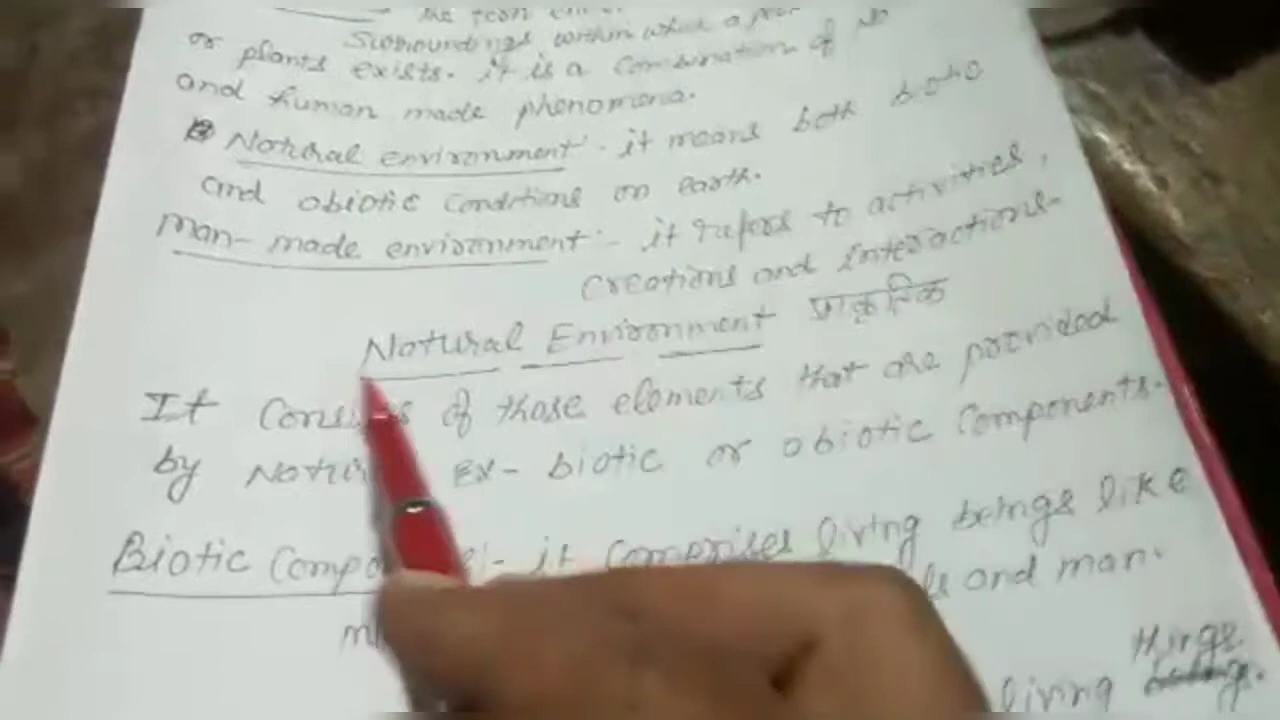 Surroundings within which a
or plants exists. it is a combination of
and human made phenomena.
Natural environment - it means both biotic
and abiotic conditions on earth.
Man-made environment :- it refers to activities,
creations and interactions-
Natural Environment प्राकृतिक
It of those elements that are provided
by Ex- biotic or abiotic components.
Biotic :- it comprises living beings like
and man.
things
living